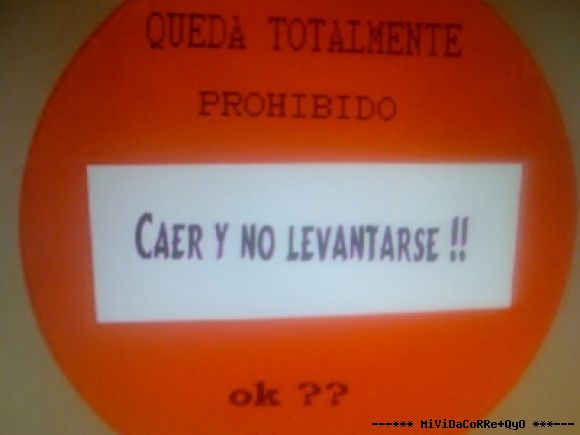 QUEDA TOTALMENTE
PROHIBIDO
CAER Y NO LEVANTARSE !!
ok ??
------*** MiViDaCoRRe+QyO ***------